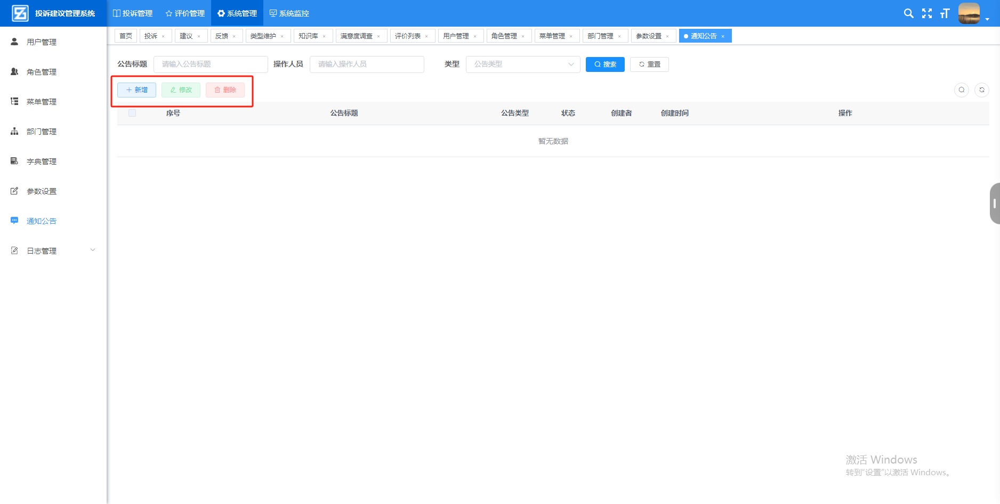 投诉建议管理系统 投诉管理 评价管理 系统管理 系统监控
首页 投诉 × 建议 × 反馈 × 类型维护 × 知识库 × 满意度调查 × 评价列表 × 用户管理 × 角色管理 × 菜单管理 × 部门管理 × 参数设置 × 通知公告 ×
用户管理
角色管理
菜单管理
部门管理
字典管理
参数设置
通知公告
日志管理
公告标题 请输入公告标题 操作人员 请输入操作人员 类型 公告类型 搜索 重置
新增 修改 删除
序号 公告标题 公告类型 状态 创建者 创建时间 操作
暂无数据
激活 Windows
转到"设置"以激活 Windows。